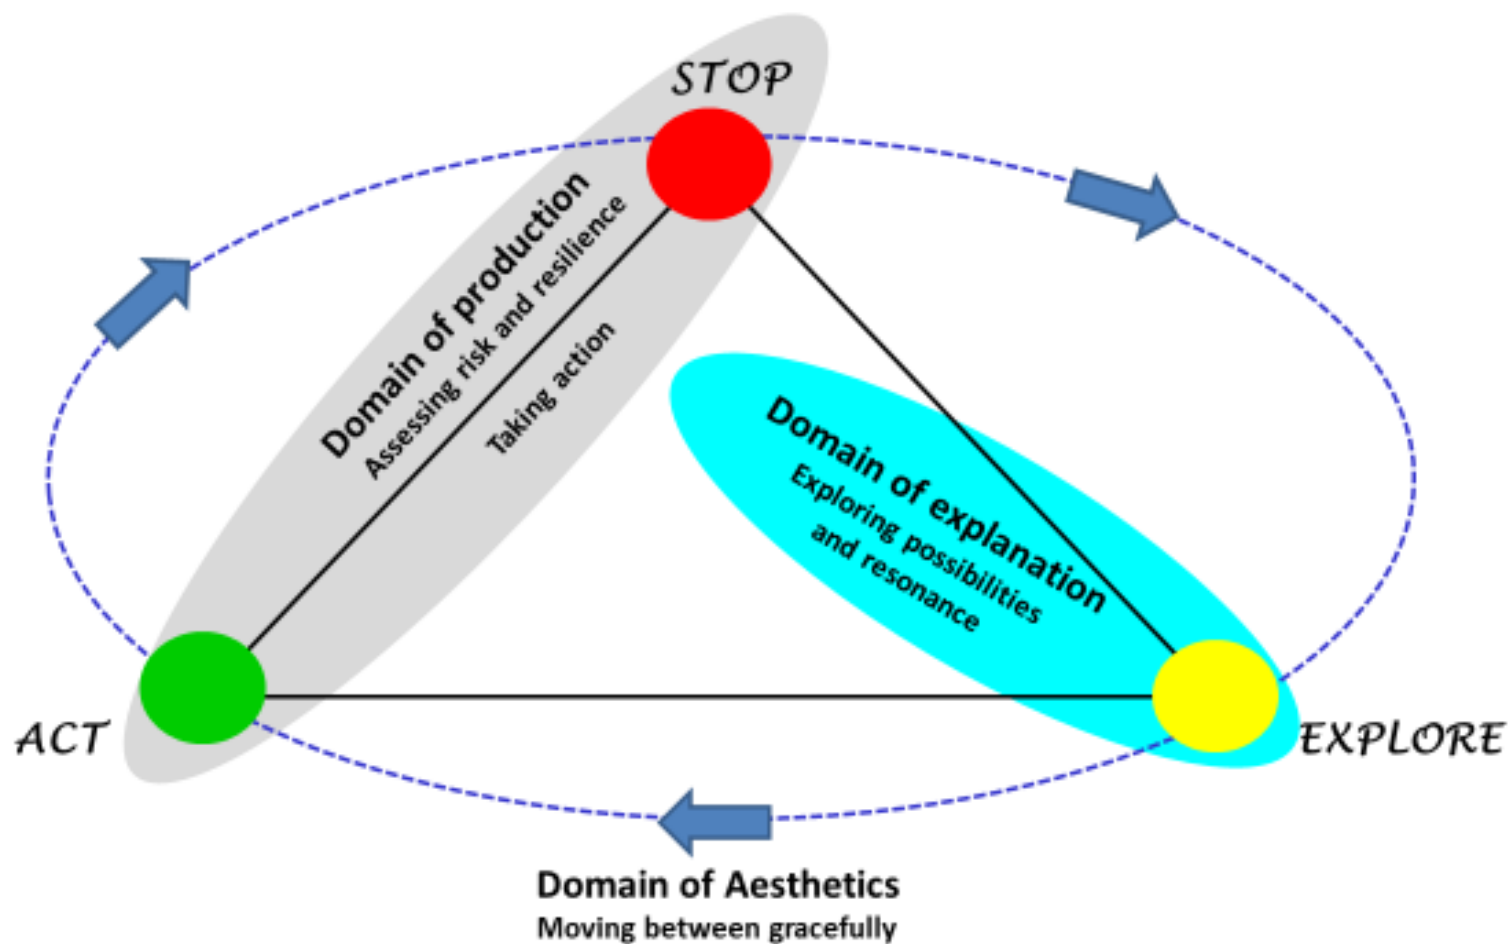 STOP
Domain of production
Assessing risk and resilience
Taking action
Domain of explanation
Exploring possibilities
and resonance
ACT
EXPLORE
Domain of Aesthetics
Moving between gracefully